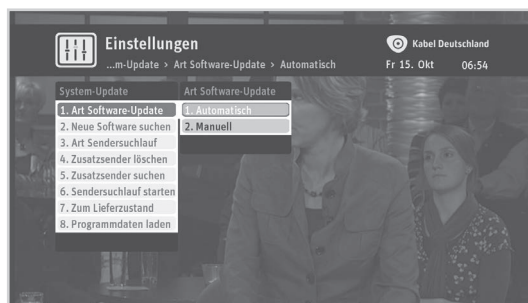 Einstellungen
...m-Update > Art Software-Update > Automatisch
Kabel Deutschland
Fr 15. Okt 06:54
System-Update
1. Art Software-Update
2. Neue Software suchen
3. Art Sendersuchlauf
4. Zusatzsender löschen
5. Zusatzsender suchen
6. Sendersuchlauf starten
7. Zum Lieferzustand
8. Programmdaten laden
Art Software-Update
1. Automatisch
2. Manuell